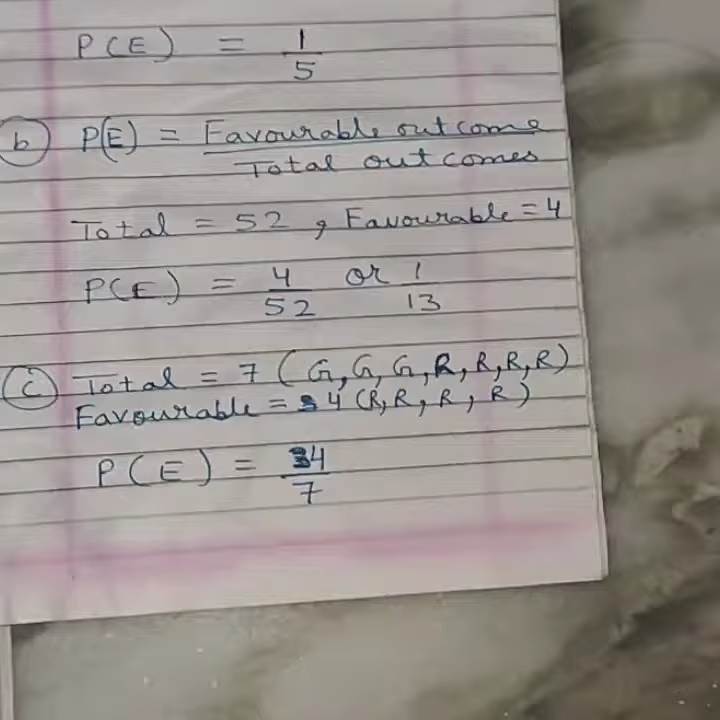 P(E) = 1/5
(b) P(E) = Favourable outcome / Total outcomes
Total = 52, Favourable = 4
P(E) = 4/52 or 1/13
(c) Total = 7 (G, G, G, R, R, R, R)
Favourable = 4 (R, R, R, R)
P(E) = 4/7